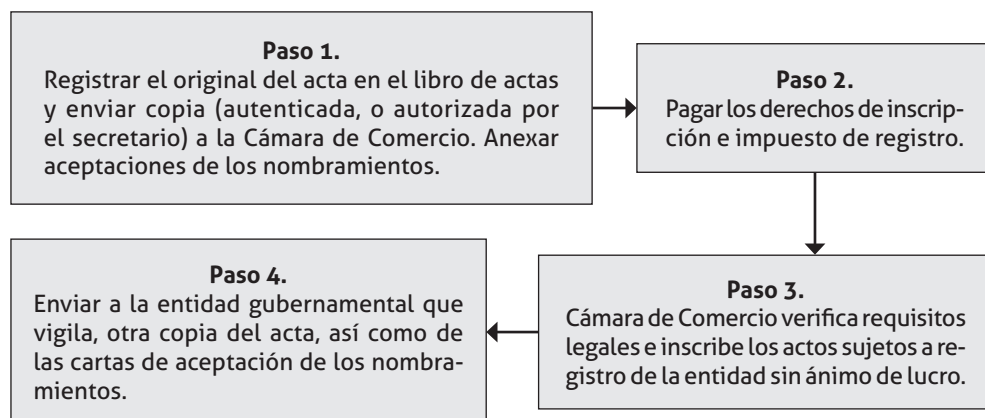 Paso 1.
Registrar el original del acta en el libro de actas
y enviar copia (autenticada, o autorizada por
el secretario) a la Cámara de Comercio. Anexar
aceptaciones de los nombramientos.
Paso 2.
Pagar los derechos de inscrip-
ción e impuesto de registro.
Paso 3.
Cámara de Comercio verifica requisitos
legales e inscribe los actos sujetos a re-
gistro de la entidad sin ánimo de lucro.
Paso 4.
Enviar a la entidad gubernamental que
vigila, otra copia del acta, así como de
las cartas de aceptación de los nombra-
mientos.